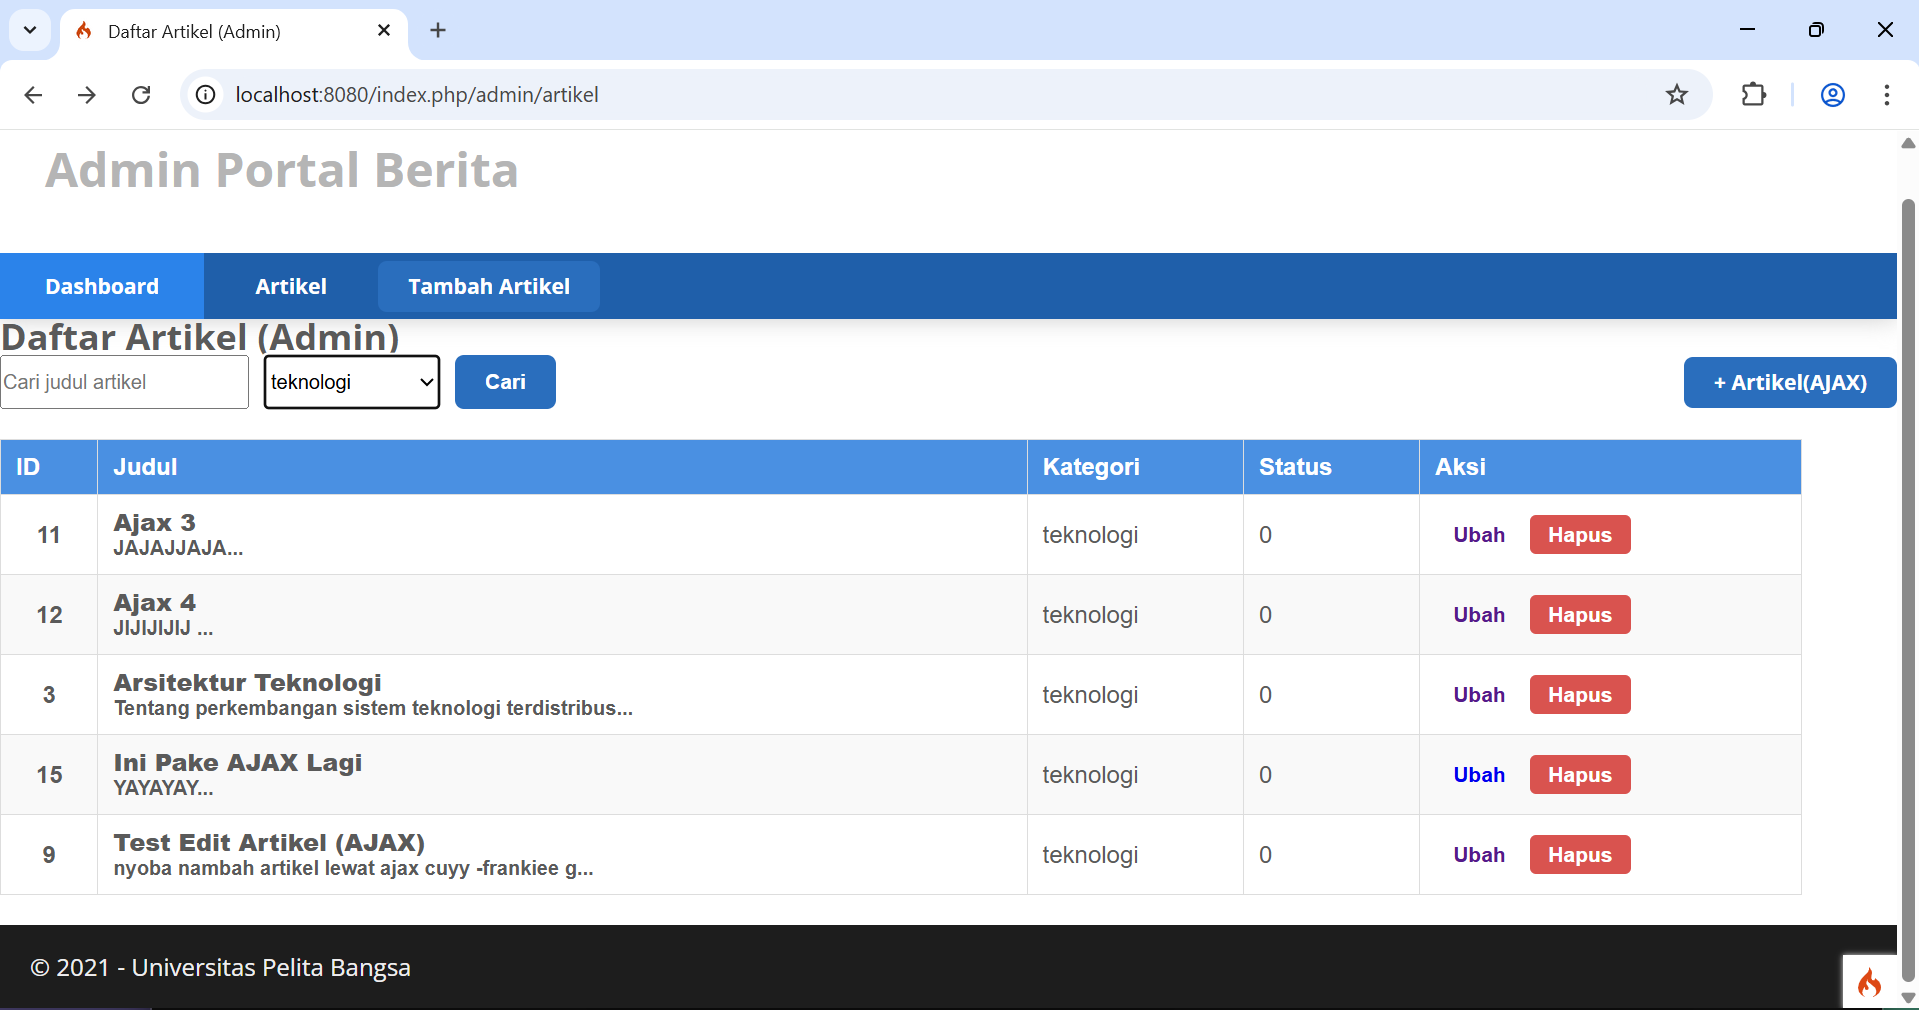 Daftar Artikel (Admin)
localhost:8080/index.php/admin/artikel
Admin Portal Berita
Dashboard Artikel Tambah Artikel
Daftar Artikel (Admin)
Cari judul artikel teknologi Cari + Artikel(AJAX)
ID Judul Kategori Status Aksi
11 Ajax 3 teknologi 0 Ubah Hapus
JAJAJJAJA...
12 Ajax 4 teknologi 0 Ubah Hapus
JIJIJIJIJ ...
3 Arsitektur Teknologi teknologi 0 Ubah Hapus
Tentang perkembangan sistem teknologi terdistribus...
15 Ini Pake AJAX Lagi teknologi 0 Ubah Hapus
YAYAYAY...
9 Test Edit Artikel (AJAX) teknologi 0 Ubah Hapus
nyoba nambah artikel lewat ajax cuyy -frankiee g...
© 2021 - Universitas Pelita Bangsa